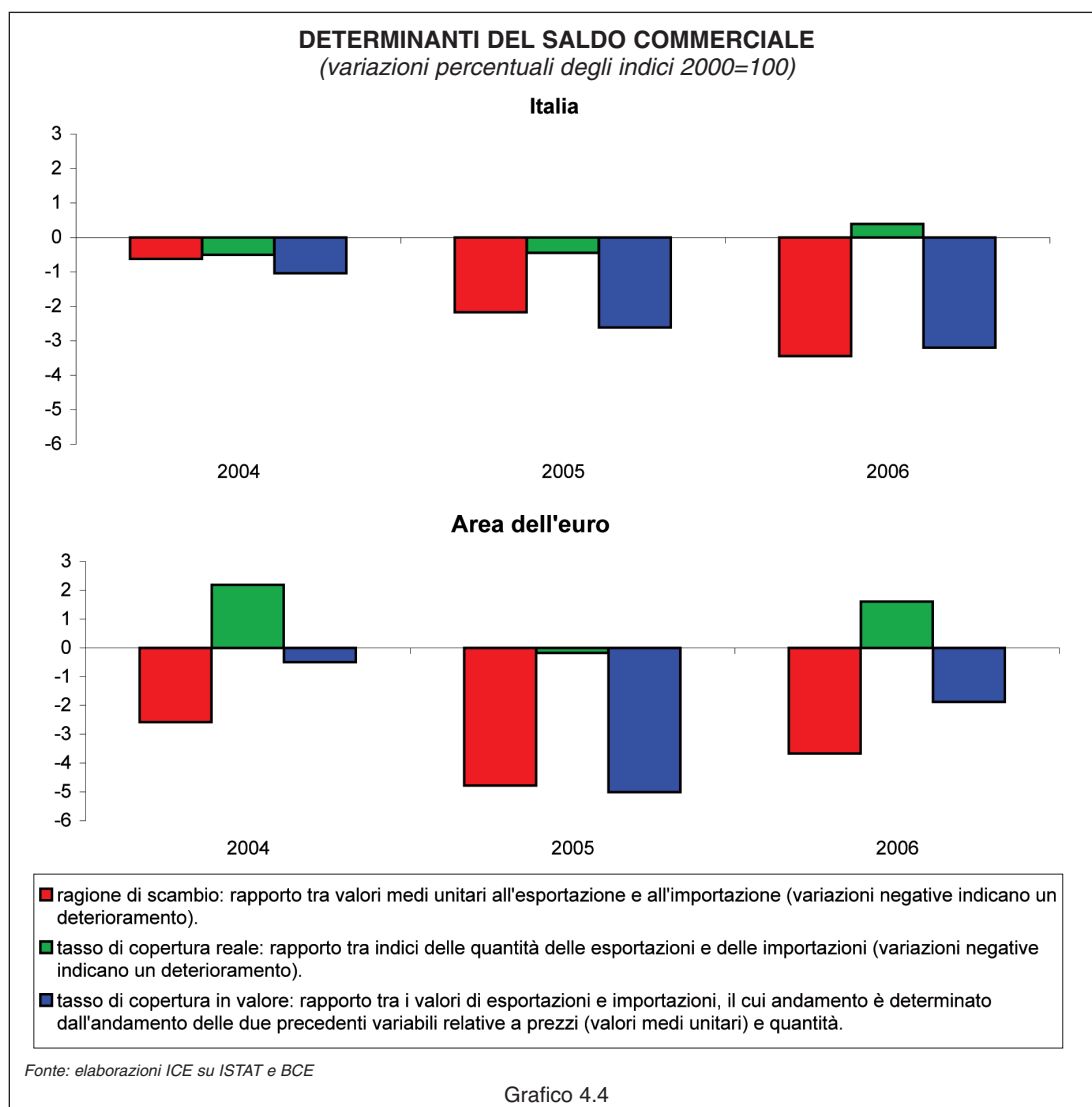 DETERMINANTI DEL SALDO COMMERCIALE
(variazioni percentuali degli indici 2000=100)
Italia
3
2
1
0
-1
-2
-3
-4
-5
-6
2004 2005 2006
Area dell'euro
3
2
1
0
-1
-2
-3
-4
-5
-6
2004 2005 2006
ragione di scambio: rapporto tra valori medi unitari all'esportazione e all'importazione (variazioni negative indicano un
deterioramento).
tasso di copertura reale: rapporto tra indici delle quantità delle esportazioni e delle importazioni (variazioni negative
indicano un deterioramento).
tasso di copertura in valore: rapporto tra i valori di esportazioni e importazioni, il cui andamento è determinato
dall'andamento delle due precedenti variabili relative a prezzi (valori medi unitari) e quantità.
Fonte: elaborazioni ICE su ISTAT e BCE
Grafico 4.4